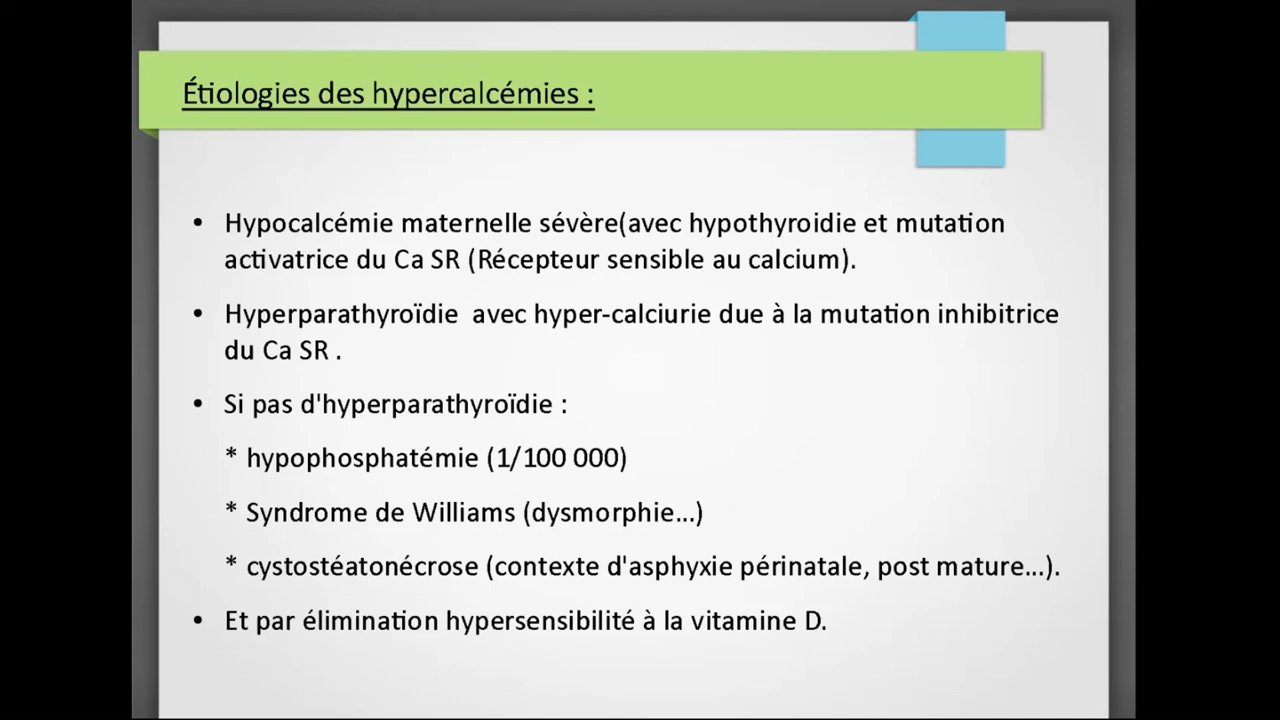 Étiologies des hypercalcémies :
• Hypocalcémie maternelle sévère(avec hypothyroidie et mutation
activatrice du Ca SR (Récepteur sensible au calcium).
• Hyperparathyroïdie  avec hyper-calciurie due à la mutation inhibitrice
du Ca SR .
• Si pas d'hyperparathyroïdie :
* hypophosphatémie (1/100 000)
* Syndrome de Williams (dysmorphie...)
* cystostéatonécrose (contexte d'asphyxie périnatale, post mature...).
• Et par élimination hypersensibilité à la vitamine D.